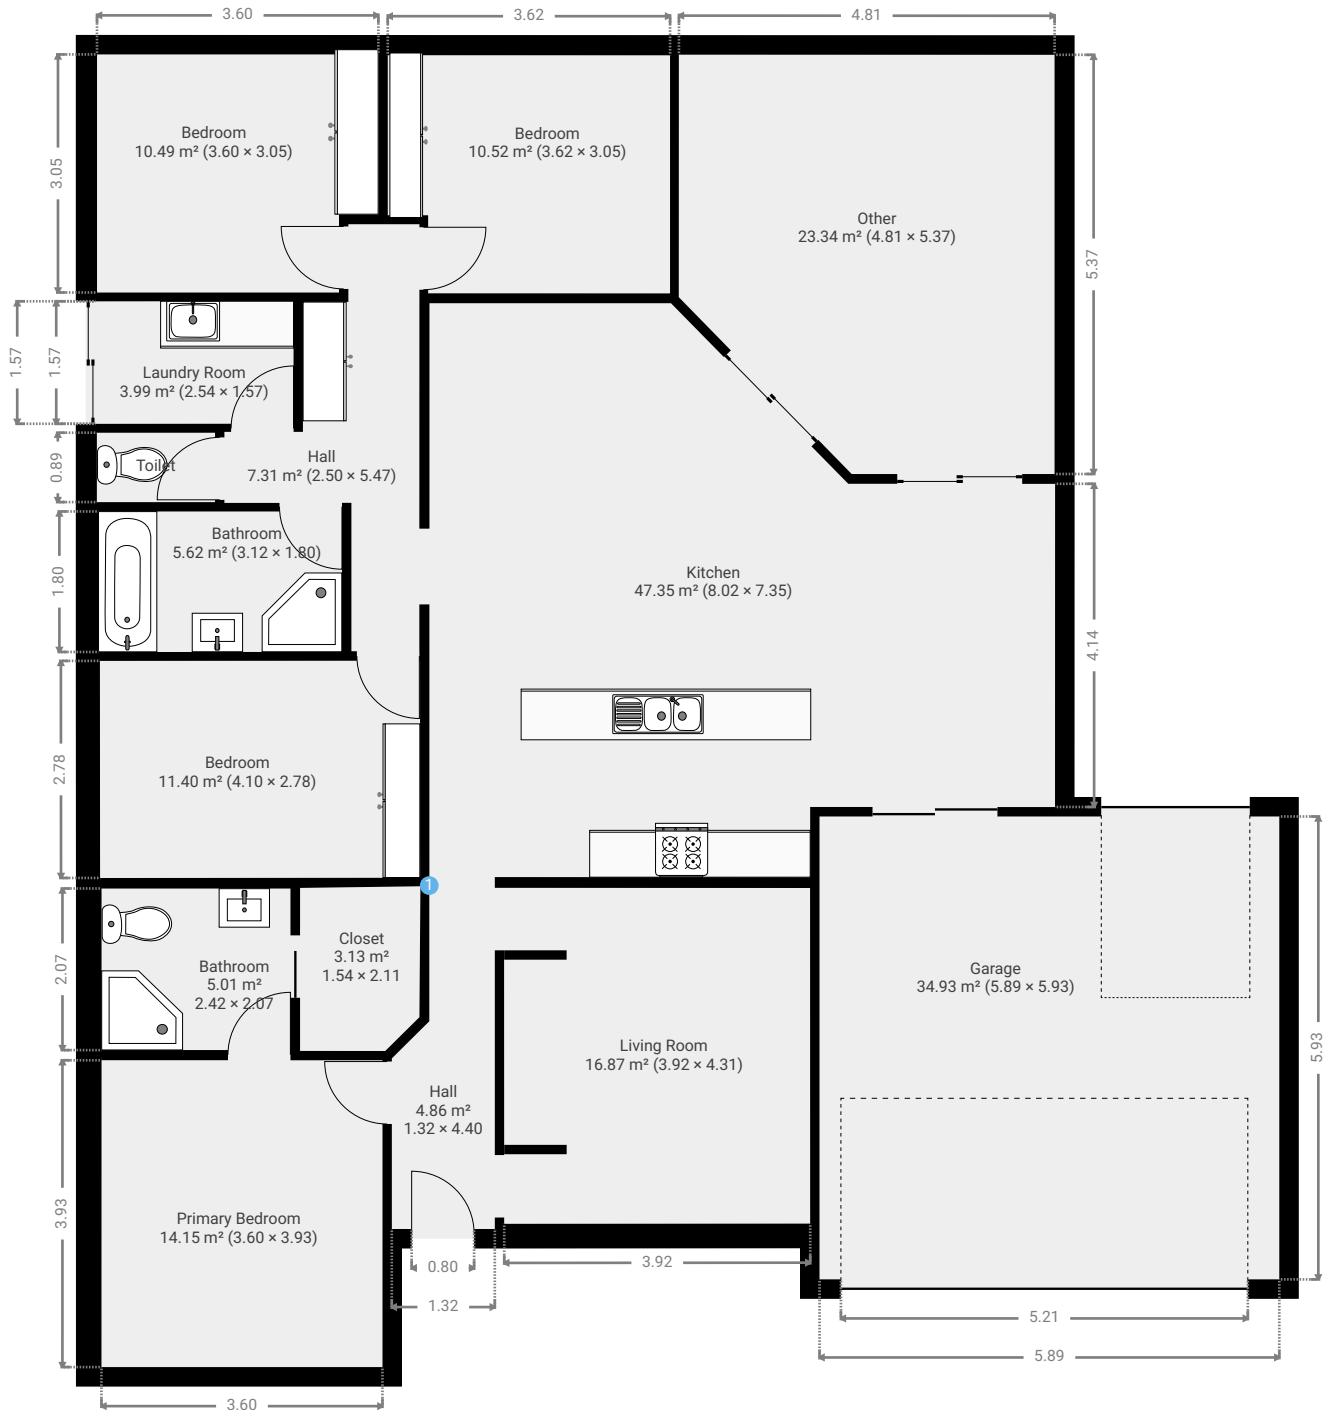 3.60
3.62
4.81
Bedroom
10.49 m² (3.60 × 3.05)
Bedroom
10.52 m² (3.62 × 3.05)
3.05
Other
23.34 m² (4.81 × 5.37)
5.37
1.57
1.57
Laundry Room
3.99 m² (2.54 × 1.57)
Toilet
0.89
Hall
7.31 m² (2.50 × 5.47)
Bathroom
5.62 m² (3.12 × 1.80)
1.80
Kitchen
47.35 m² (8.02 × 7.35)
4.14
Bedroom
11.40 m² (4.10 × 2.78)
2.78
1
Closet
3.13 m²
1.54 × 2.11
Bathroom
5.01 m²
2.42 × 2.07
2.07
Garage
34.93 m² (5.89 × 5.93)
5.93
Living Room
16.87 m² (3.92 × 4.31)
Hall
4.86 m²
1.32 × 4.40
Primary Bedroom
14.15 m² (3.60 × 3.93)
3.93
0.80
3.92
1.32
5.21
5.89
3.60